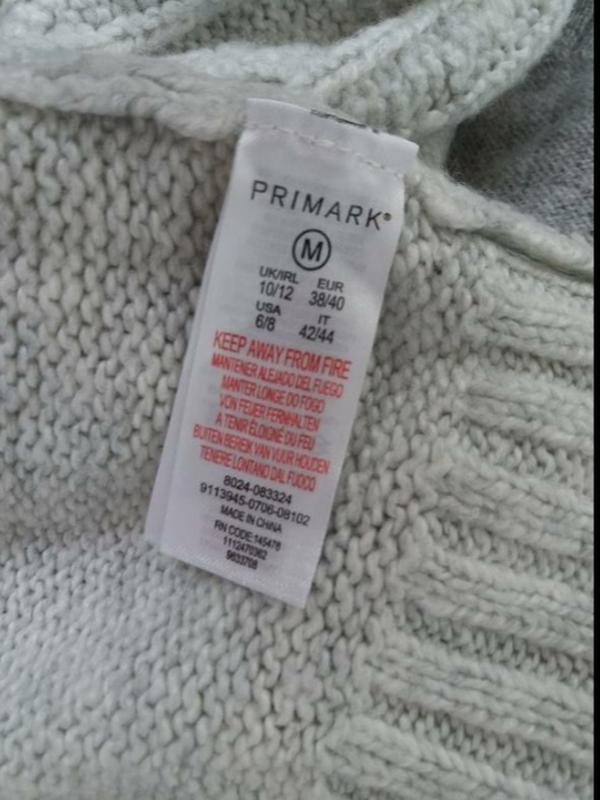 PRIMARK®
M
UK/IRL EUR
10/12 38/40
USA IT
6/8 42/44
KEEP AWAY FROM FIRE
MANTENER ALEJADO DEL FUEGO
MANTER LONGE DO FOGO
VON FEUER FERNHALTEN
A TENIR ÉLOIGNÉ DU FEU
BUITEN BEREIK VAN VUUR HOUDEN
TENERE LONTANO DAL FUOCO
8024-083324
9113945-0706-08102
MADE IN CHINA
RN CODE:145478
1112470362
9633708